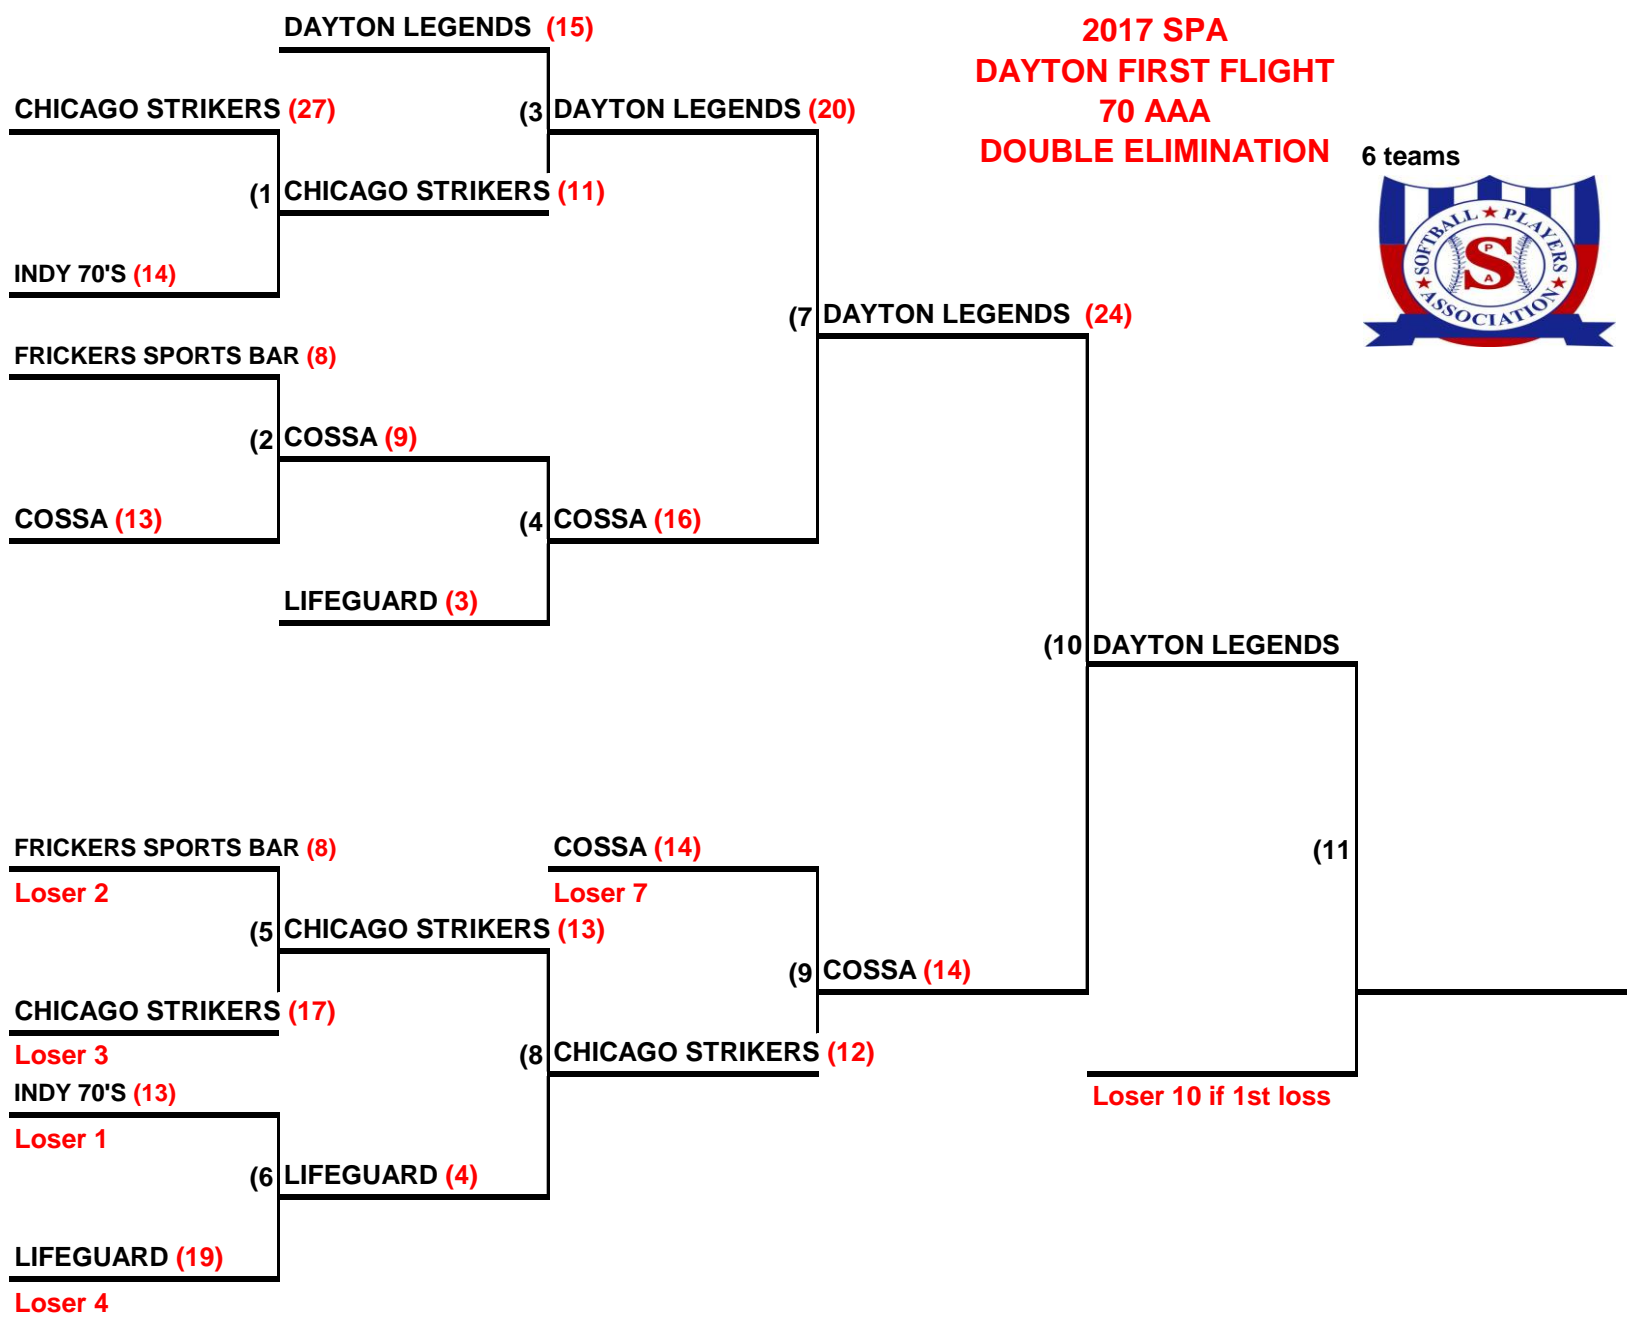 DAYTON LEGENDS (15)
2017 SPA
DAYTON FIRST FLIGHT
70 AAA
DOUBLE ELIMINATION
6 teams
SOFTBALL ★ PLAYERS
★ ASSOCIATION ★
S
P
A
CHICAGO STRIKERS (27)
(3 DAYTON LEGENDS (20)
(1 CHICAGO STRIKERS (11)
INDY 70'S (14)
(7 DAYTON LEGENDS (24)
FRICKERS SPORTS BAR (8)
(2 COSSA (9)
COSSA (13)
(4 COSSA (16)
LIFEGUARD (3)
(10 DAYTON LEGENDS
FRICKERS SPORTS BAR (8)
Loser 2
COSSA (14)
Loser 7
(11
(5 CHICAGO STRIKERS (13)
(9 COSSA (14)
CHICAGO STRIKERS (17)
Loser 3
(8 CHICAGO STRIKERS (12)
INDY 70'S (13)
Loser 1
Loser 10 if 1st loss
(6 LIFEGUARD (4)
LIFEGUARD (19)
Loser 4